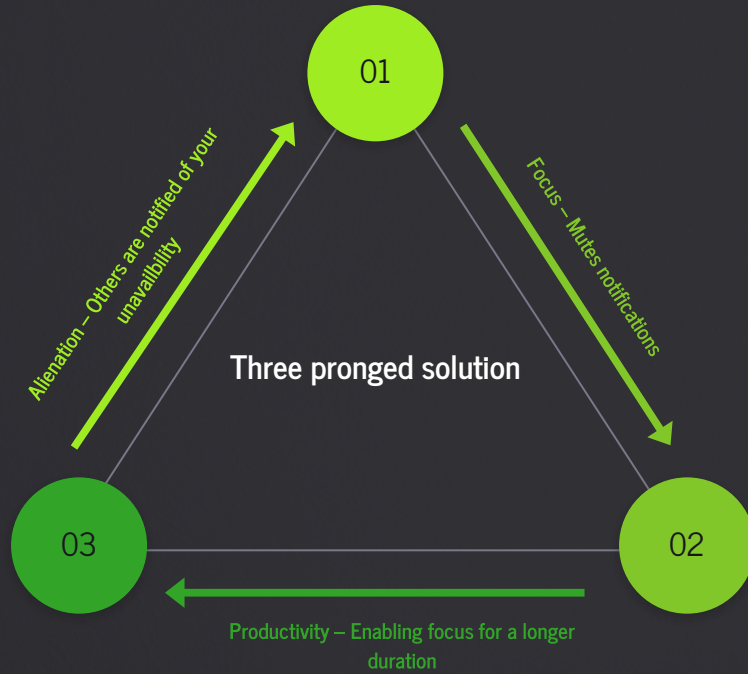 01
Alienation – Others are notified of your
unavailbility
Focus – Mutes notifications
Three pronged solution
03
02
Productivity – Enabling focus for a longer
duration